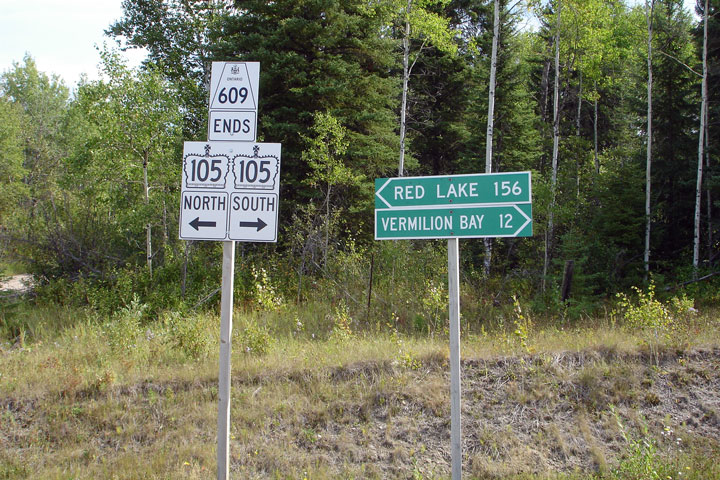 ONTARIO
609
ENDS
105 105
NORTH SOUTH
RED LAKE 156
VERMILION BAY 12